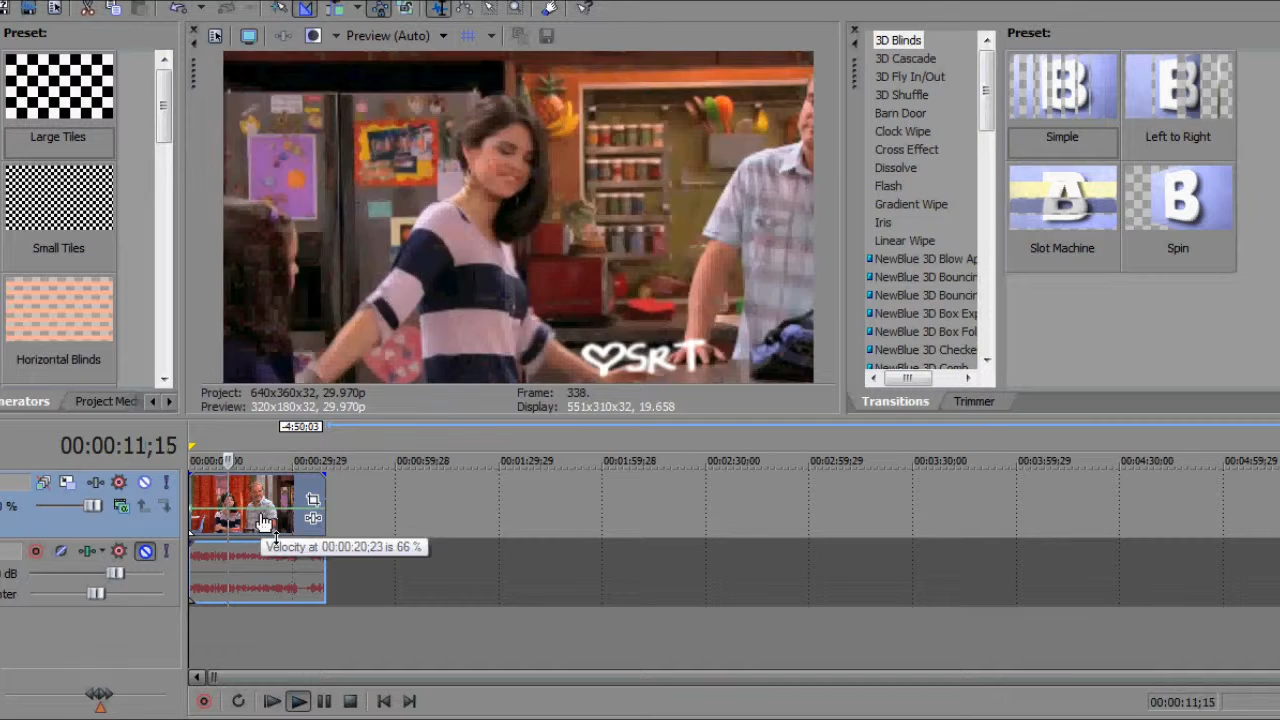 Preset:
Large Tiles
Small Tiles
Horizontal Blinds
nerators
Project Med
Preview (Auto)
♥SRT
Project: 640x360x32, 29.970p
Preview: 320x180x32, 29.970p
Frame: 338.
Display: 551x310x32, 19.658
3D Blinds
3D Cascade
3D Fly In/Out
3D Shuffle
Barn Door
Clock Wipe
Cross Effect
Dissolve
Flash
Gradient Wipe
Iris
Linear Wipe
NewBlue 3D Blow Ap
NewBlue 3D Bouncin
NewBlue 3D Bouncin
NewBlue 3D Box Exp
NewBlue 3D Box Fol
NewBlue 3D Checke
NewBlue 3D Comb
Transitions
Trimmer
Preset:
B
Simple
B
Left to Right
A
Slot Machine
B
Spin
00:00:11;15
-4:50:03
00:00:29;29
00:00:59;28
00:01:29;29
00:01:59;28
00:02:30;00
00:02:59;29
00:03:30;00
00:03:59;29
00:04:30;00
00:04:59;29
0 %
Velocity at 00:00:20;23 is 66 %
0 dB
nter
00:00:11;15